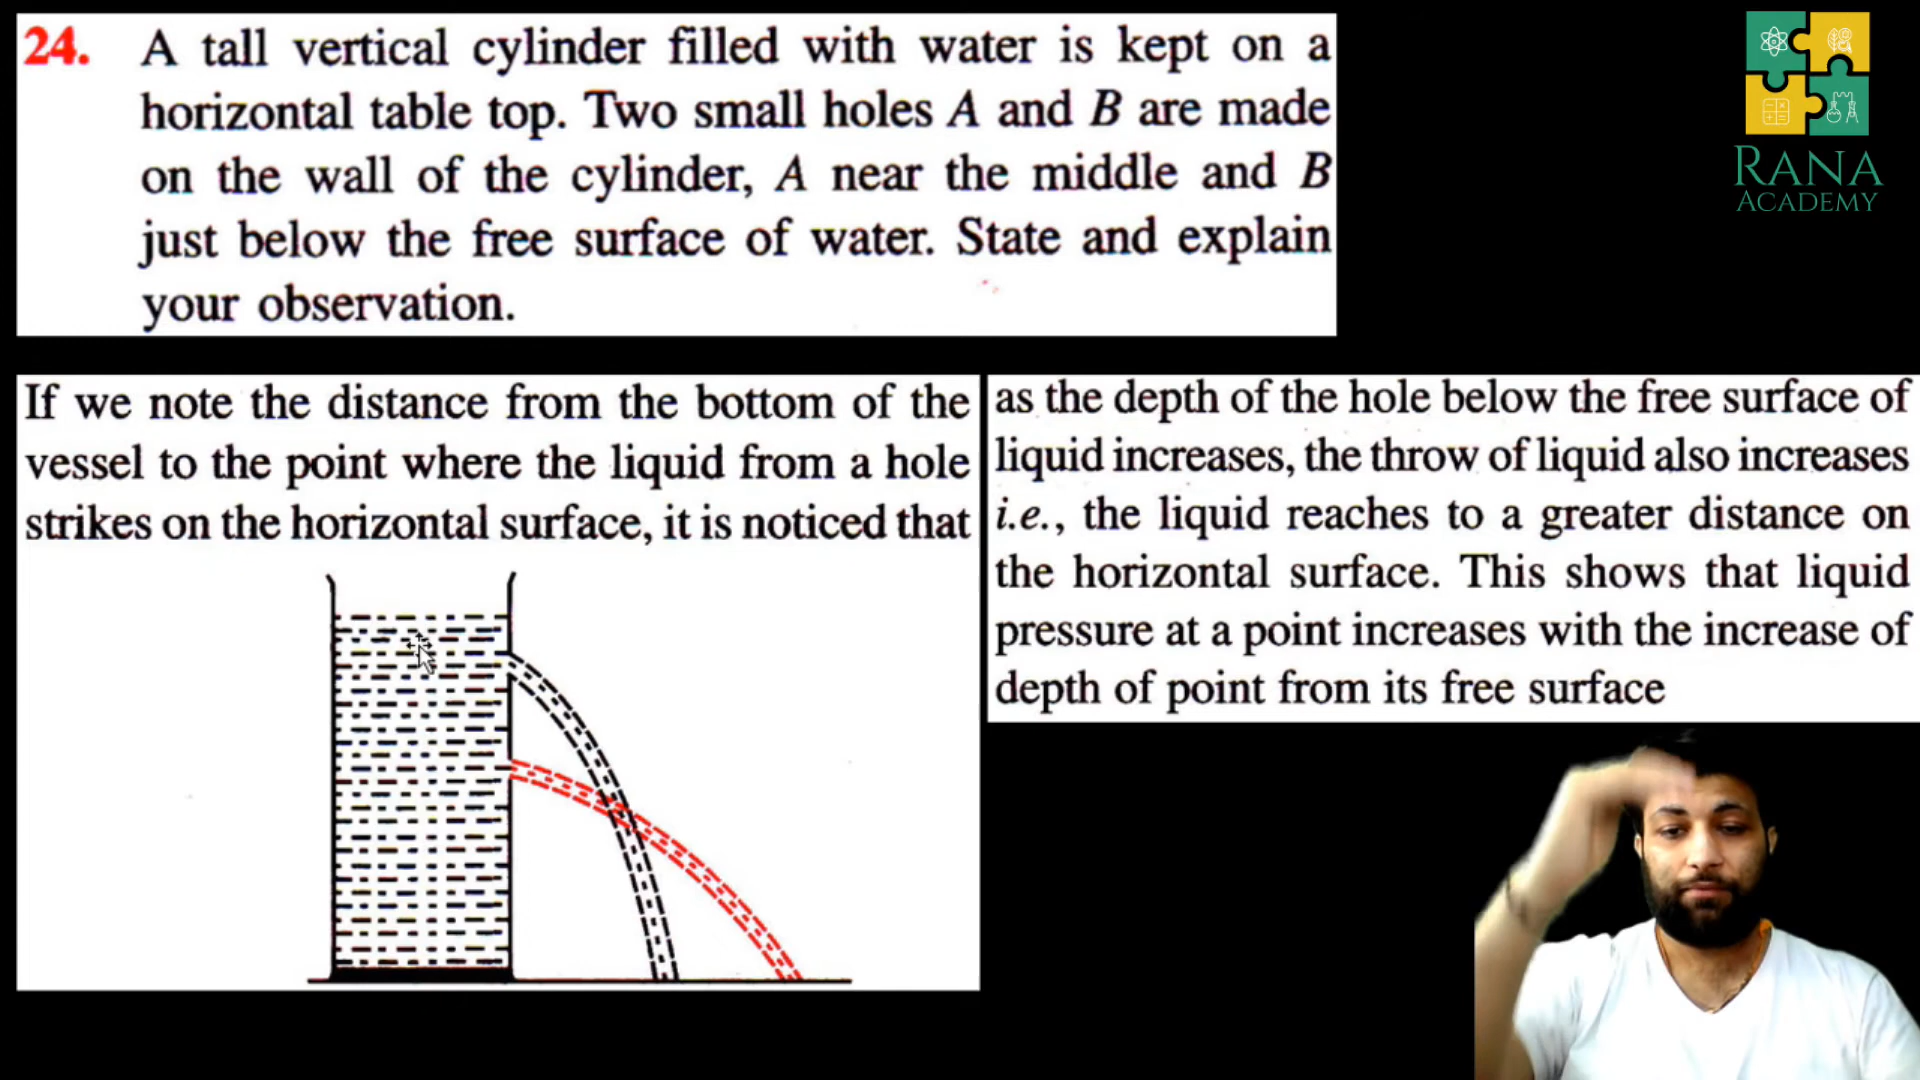 24. A tall vertical cylinder filled with water is kept on a
horizontal table top. Two small holes A and B are made
on the wall of the cylinder, A near the middle and B
just below the free surface of water. State and explain
your observation.
RANA
ACADEMY
If we note the distance from the bottom of the
vessel to the point where the liquid from a hole
strikes on the horizontal surface, it is noticed that
as the depth of the hole below the free surface of
liquid increases, the throw of liquid also increases
i.e., the liquid reaches to a greater distance on
the horizontal surface. This shows that liquid
pressure at a point increases with the increase of
depth of point from its free surface